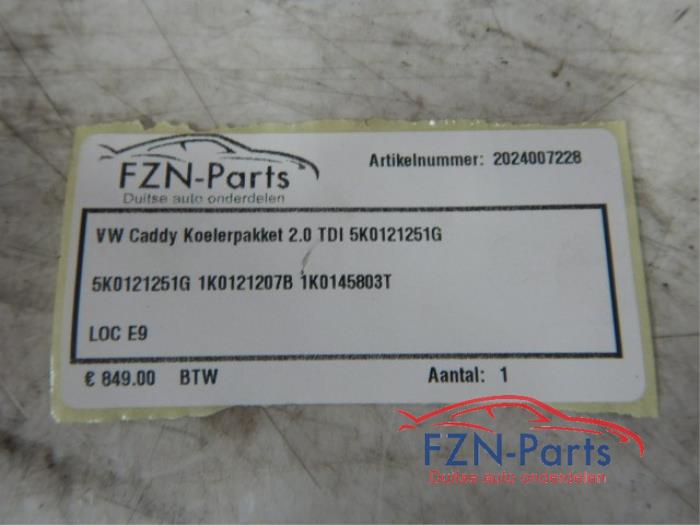 FZN-Parts
Duitse auto onderdelen
Artikelnummer: 2024007228
VW Caddy Koelerpakket 2.0 TDI 5K0121251G
5K0121251G 1K0121207B 1K0145803T
LOC E9
€ 849.00 BTW
Aantal: 1
FZN-Parts
Duitse auto onderdelen